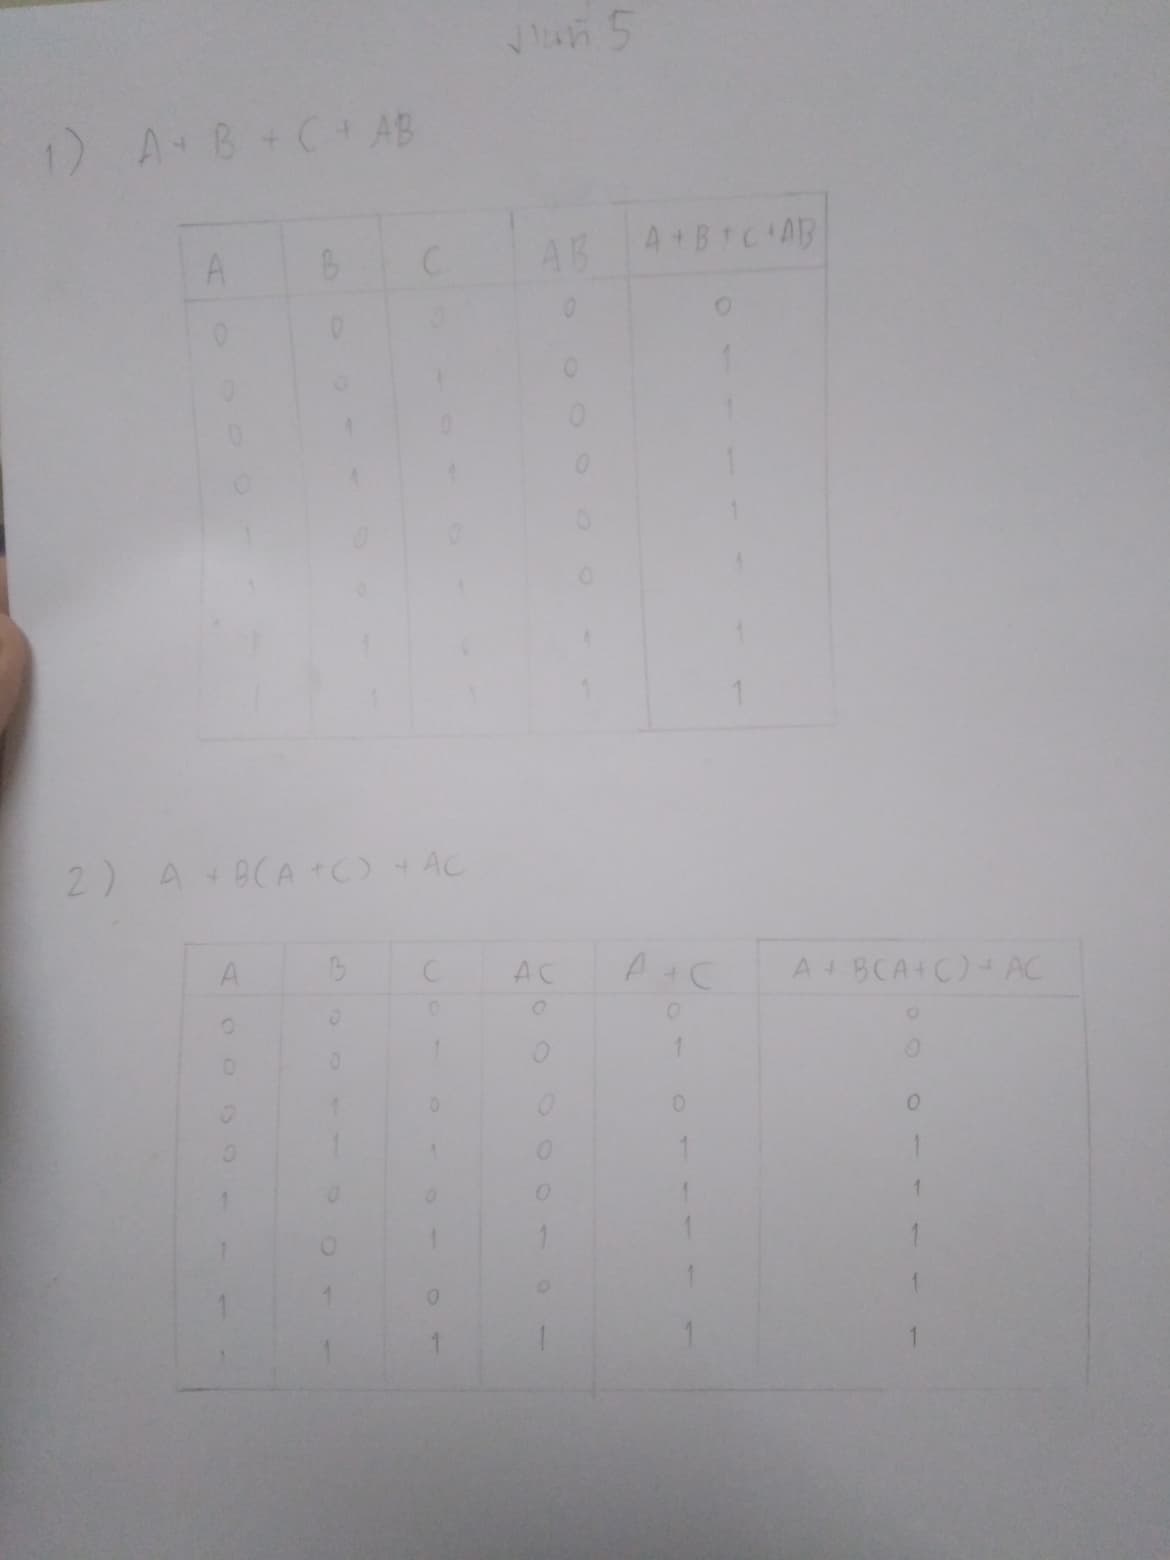 งานที่ 5
1) A + B + C + AB
A B C AB A + B + C + AB
0 0 0 0 0
0 0 1 0 1
0 1 0 0 1
0 1 1 0 1
1 0 0 0 1
1 0 1 0 1
1 1 1 1
1 1 1 1 1
2) A + B(A + C) + AC
A B C AC A + C A + B(A+C) + AC
0 0 0 0 0 0
0 0 1 0 1 0
0 1 0 0 0 0
0 1 1 0 1 1
1 0 0 0 1 1
1 0 1 1 1 1
1 1 0 0 1 1
1 1 1 1 1 1